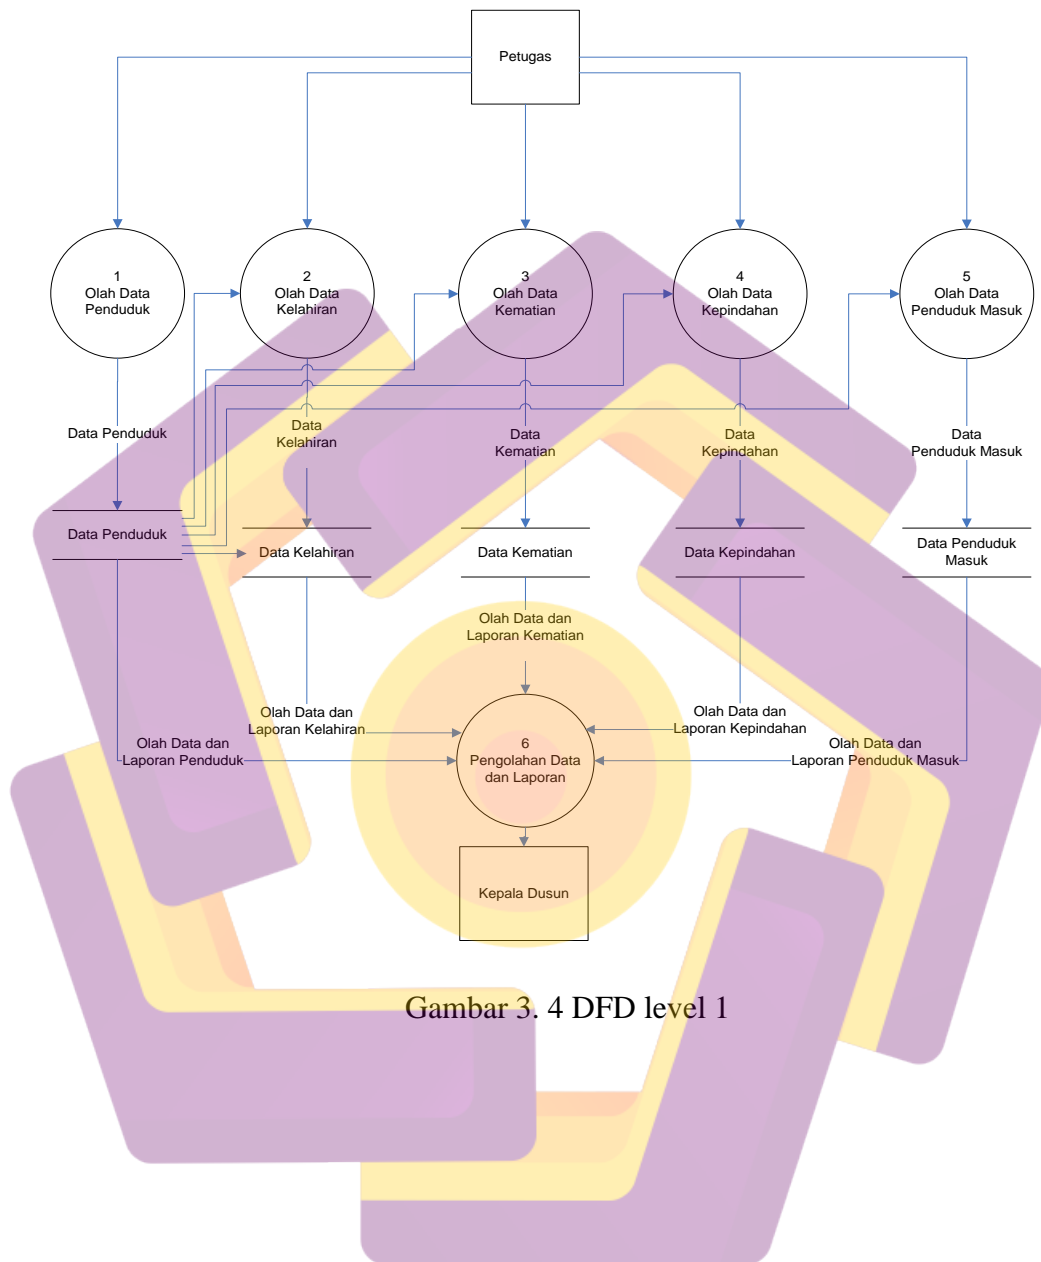 Petugas
1
Olah Data
Penduduk
2
Olah Data
Kelahiran
3
Olah Data
Kematian
4
Olah Data
Kepindahan
5
Olah Data
Penduduk Masuk
Data Penduduk
Data
Kelahiran
Data
Kematian
Data
Kepindahan
Data
Penduduk Masuk
Data Penduduk
Data Kelahiran
Data Kematian
Data Kepindahan
Data Penduduk
Masuk
Olah Data dan
Laporan Kematian
Olah Data dan
Laporan Kelahiran
Olah Data dan
Laporan Kepindahan
Olah Data dan
Laporan Penduduk
6
Pengolahan Data
dan Laporan
Olah Data dan
Laporan Penduduk Masuk
Kepala Dusun
Gambar 3. 4 DFD level 1